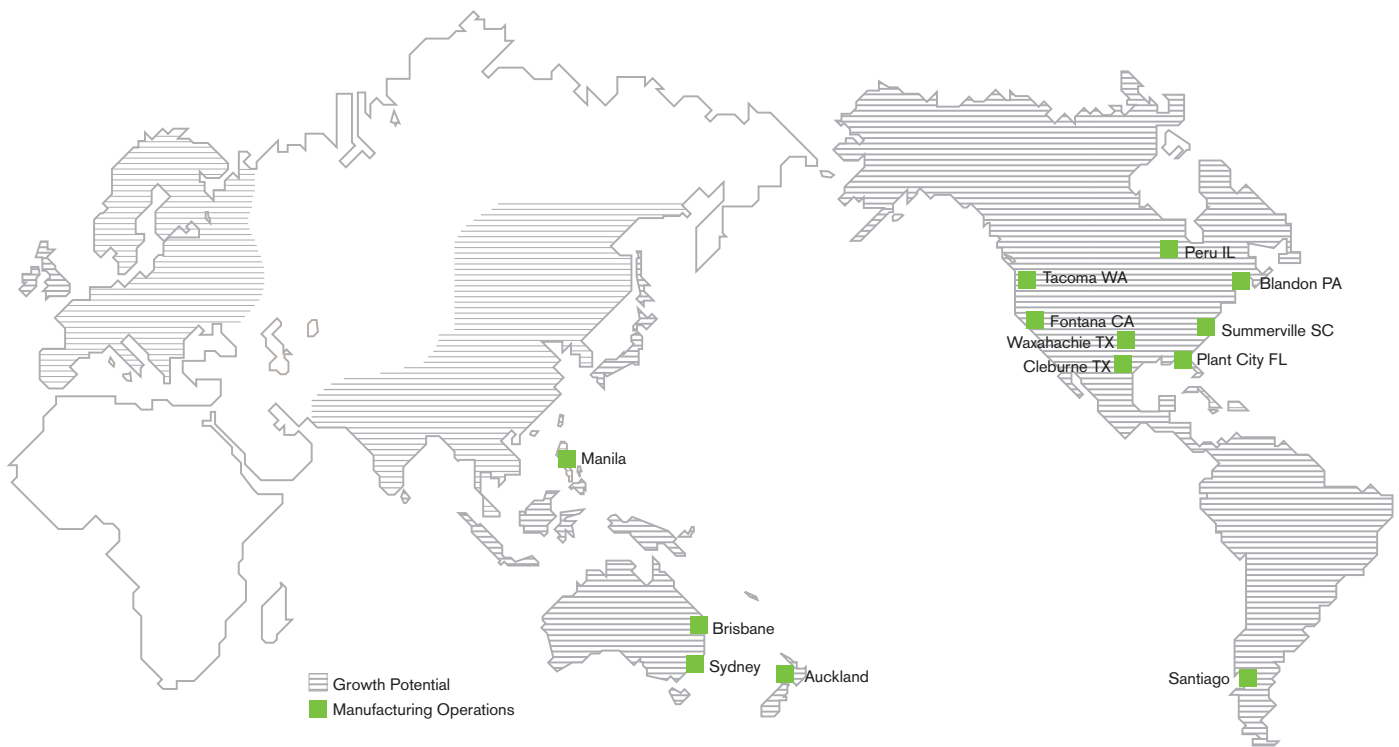 Peru IL
Tacoma WA
Blandon PA
Fontana CA
Summerville SC
Waxahachie TX
Plant City FL
Cleburne TX
Manila
Brisbane
Sydney
Auckland
Santiago
Growth Potential
Manufacturing Operations